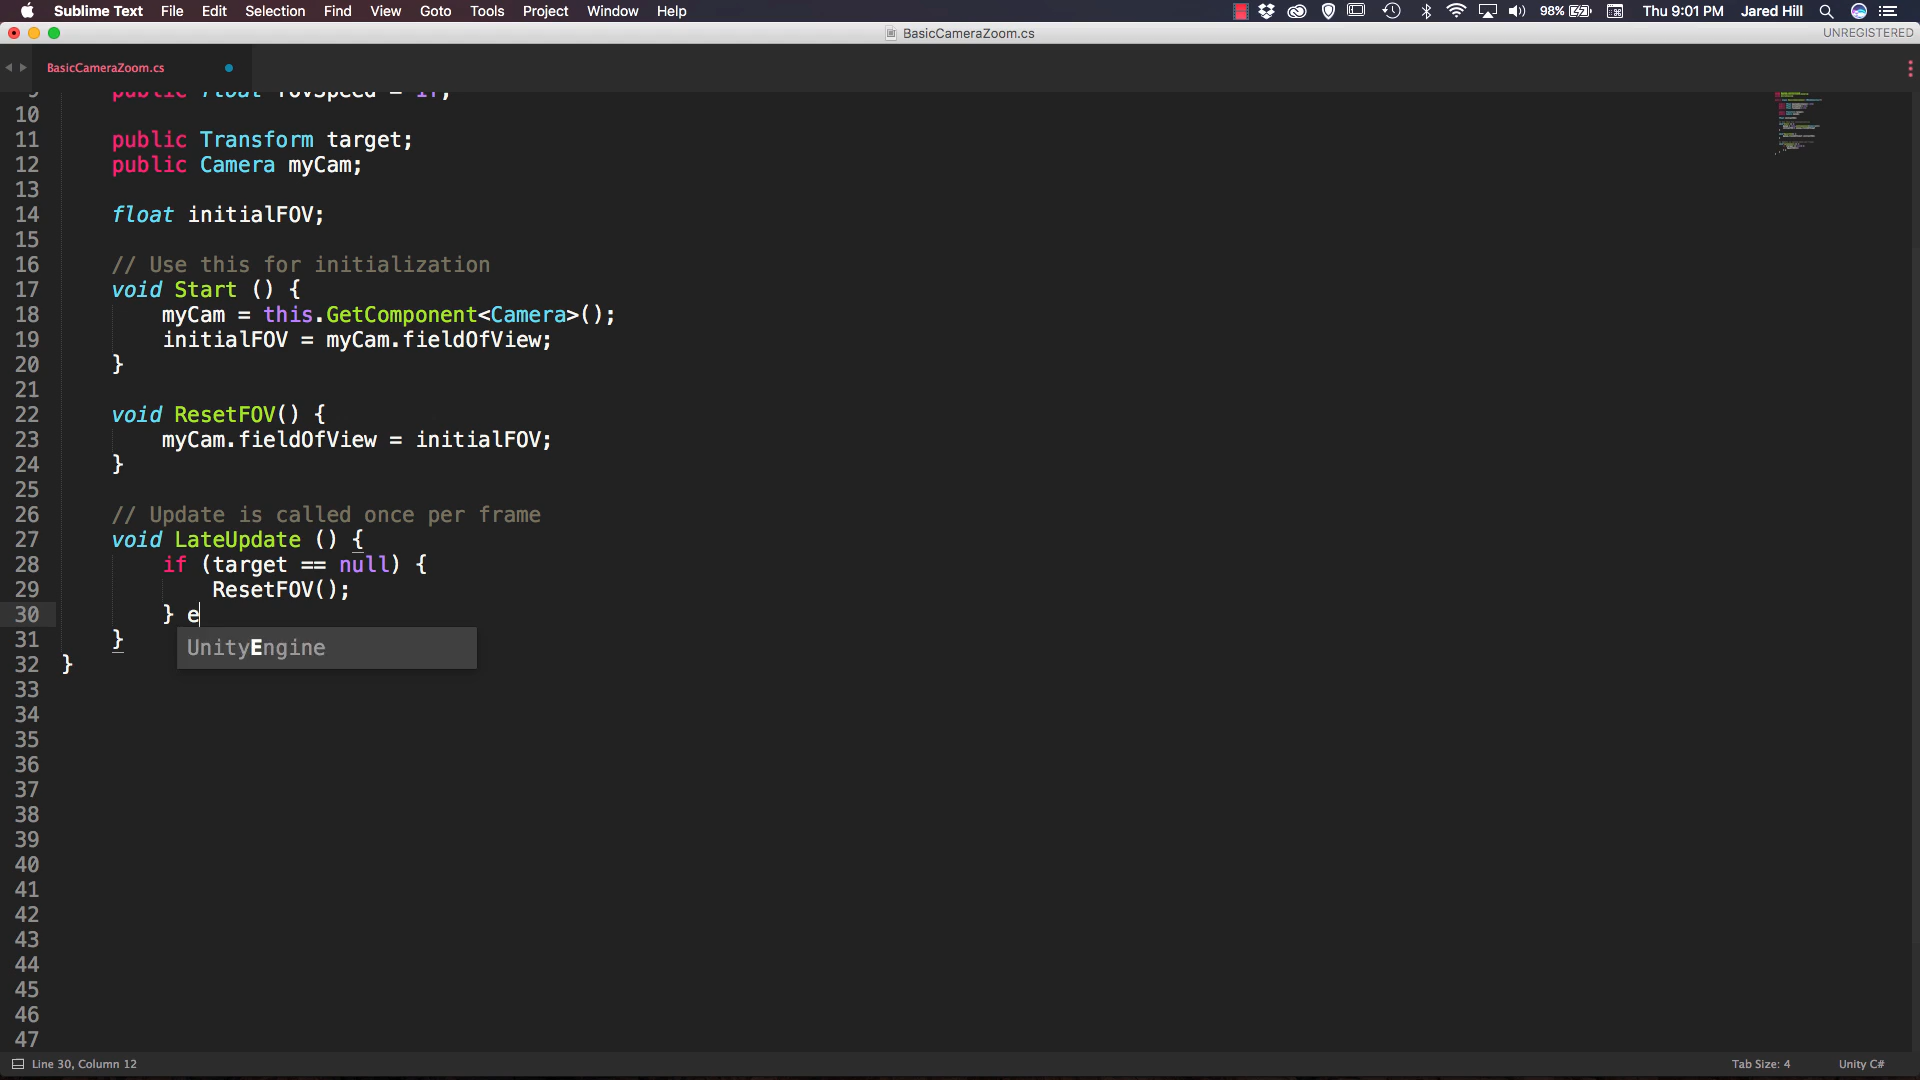 Sublime Text File Edit Selection Find View Goto Tools Project Window Help 98% Thu 9:01 PM Jared Hill
BasicCameraZoom.cs UNREGISTERED
BasicCameraZoom.cs
9 public float fovSpeed = 1f;
10
11 public Transform target;
12 public Camera myCam;
13
14 float initialFOV;
15
16 // Use this for initialization
17 void Start () {
18 myCam = this.GetComponent<Camera>();
19 initialFOV = myCam.fieldOfView;
20 }
21
22 void ResetFOV() {
23 myCam.fieldOfView = initialFOV;
24 }
25
26 // Update is called once per frame
27 void LateUpdate () {
28 if (target == null) {
29 ResetFOV();
30 } e
31 }
UnityEngine
32 }
33
34
35
36
37
38
39
40
41
42
43
44
45
46
47
Line 30, Column 12 Tab Size: 4 Unity C#